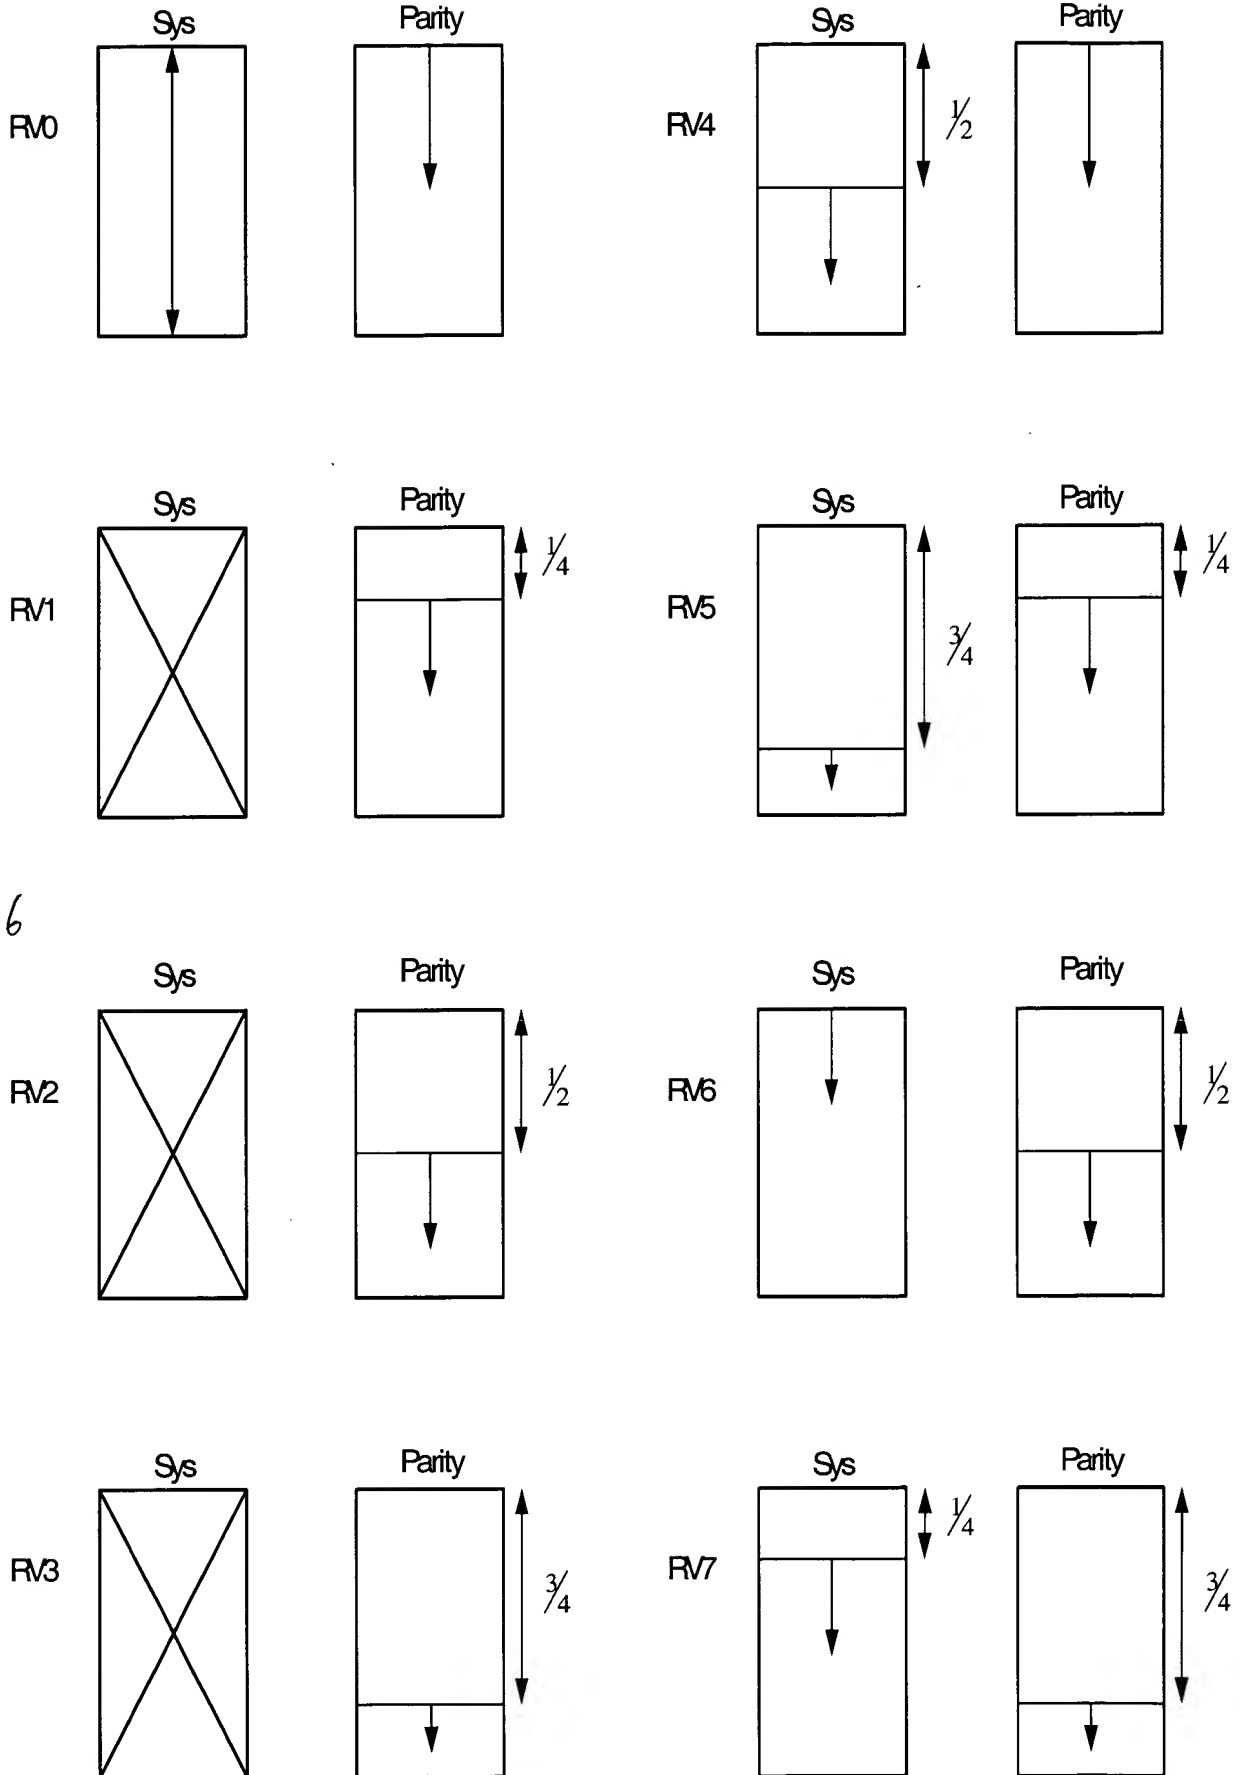 Sys Parity
RV0
Sys Parity
RV4 1/2
Sys Parity
RV1 1/4
Sys Parity
RV5 3/4 1/4
6
Sys Parity
RV2 1/2
Sys Parity
RV6 1/2
Sys Parity
RV3 3/4
Sys Parity
RV7 1/4 3/4